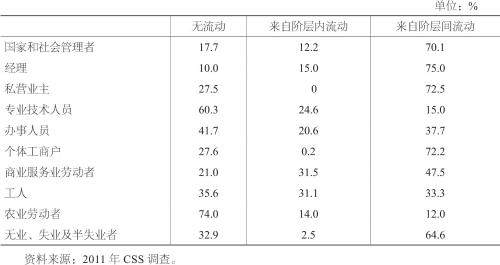 单位：%
无流动 来自阶层内流动 来自阶层间流动
国家和社会管理者 17.7 12.2 70.1
经理 10.0 15.0 75.0
私营业主 27.5 0 72.5
专业技术人员 60.3 24.6 15.0
办事人员 41.7 20.6 37.7
个体工商户 27.6 0.2 72.2
商业服务业劳动者 21.0 31.5 47.5
工人 35.6 31.1 33.3
农业劳动者 74.0 14.0 12.0
无业、失业及半失业者 32.9 2.5 64.6
资料来源：2011 年 CSS 调查。